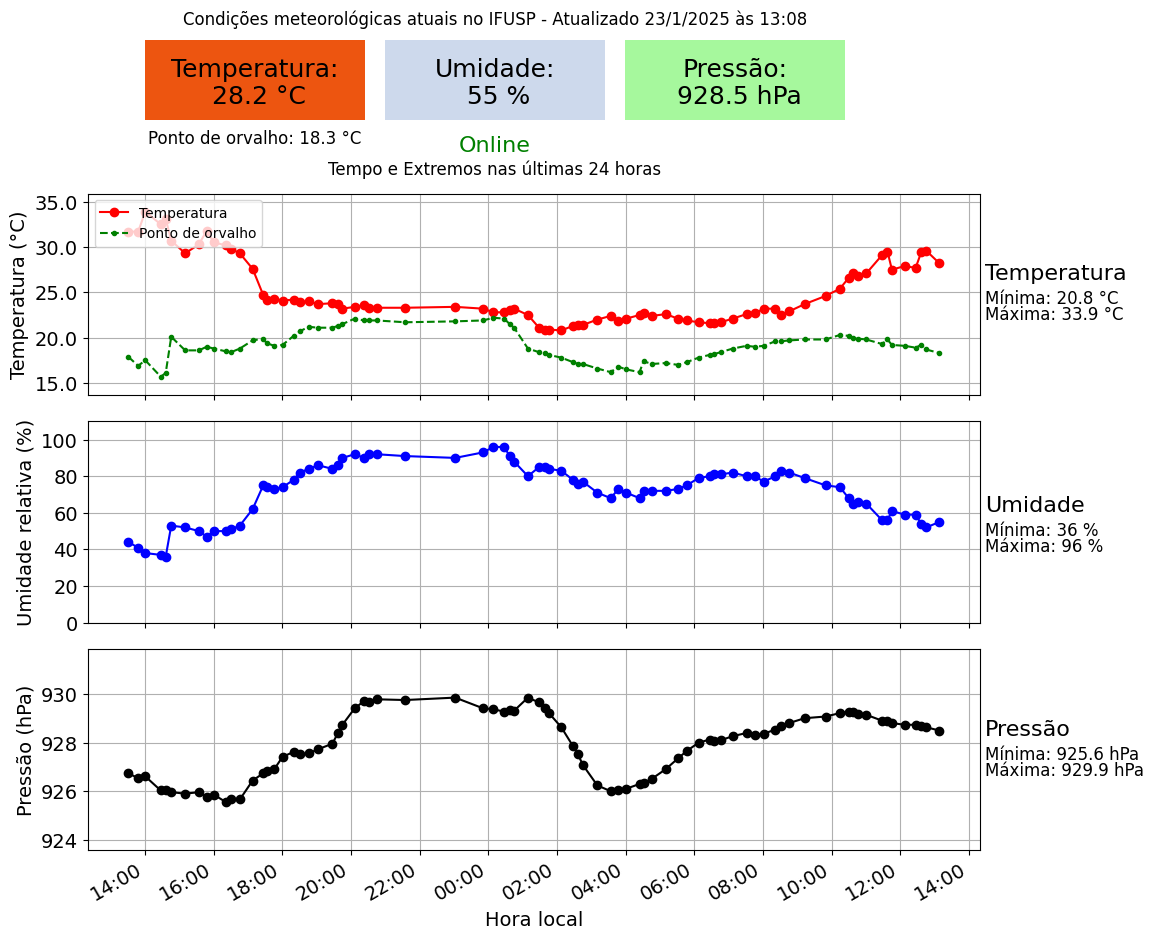 Condições meteorológicas atuais no IFUSP - Atualizado 23/1/2025 às 13:08
Temperatura:
28.2 °C
Umidade:
55 %
Pressão:
928.5 hPa
Ponto de orvalho: 18.3 °C
Online
Tempo e Extremos nas últimas 24 horas
Temperatura (°C)
35.0
30.0
25.0
20.0
15.0
Temperatura
Ponto de orvalho
Temperatura
Mínima: 20.8 °C
Máxima: 33.9 °C
Umidade relativa (%)
100
80
60
40
20
0
Umidade
Mínima: 36 %
Máxima: 96 %
Pressão (hPa)
930
928
926
924
Pressão
Mínima: 925.6 hPa
Máxima: 929.9 hPa
14:00 16:00 18:00 20:00 22:00 00:00 02:00 04:00 06:00 08:00 10:00 12:00 14:00
Hora local